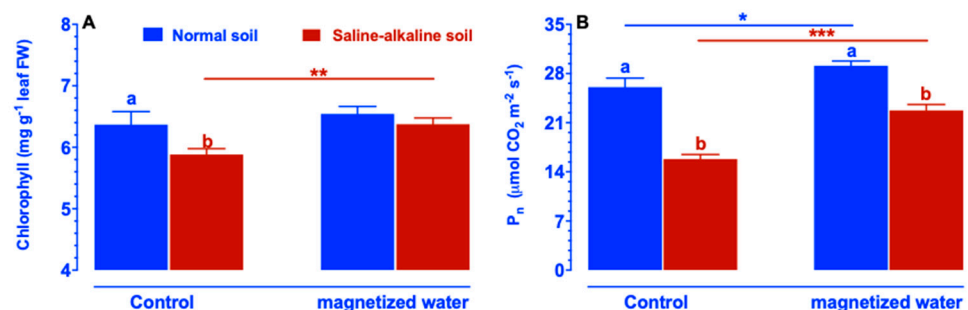 A
Normal soil
Saline-alkaline soil
Chlorophyll (mg g⁻¹ leaf FW)
8
7
6
5
4
**
a
b
Control
magnetized water
B
Pₙ (μmol CO₂ m⁻² s⁻¹)
35
28
21
14
7
0
*
***
a
b
a
b
Control
magnetized water